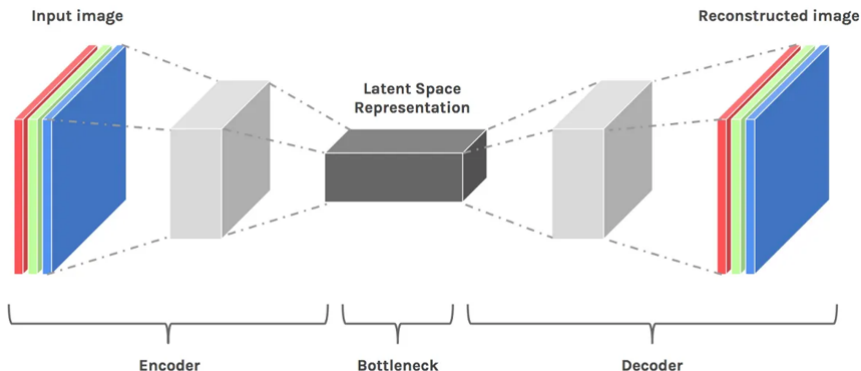 Input image
Reconstructed image
Latent Space
Representation
Encoder
Bottleneck
Decoder